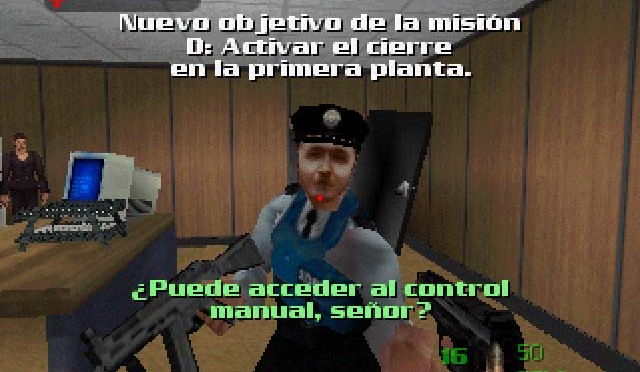 Nuevo objetivo de la misión
D: Activar el cierre
en la primera planta.
¿Puede acceder al control
manual, señor?
16 50